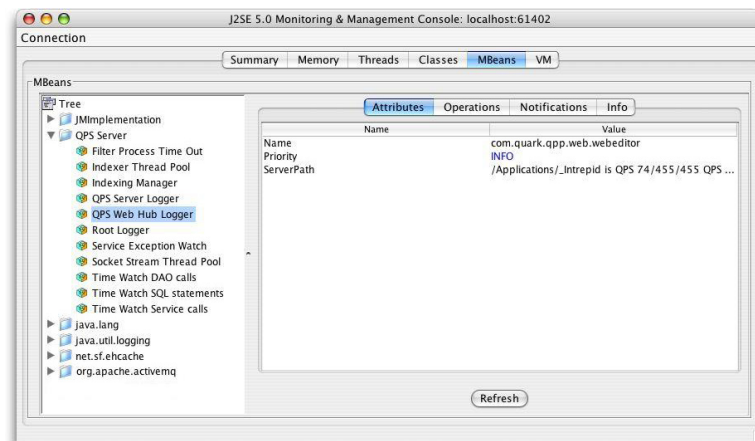 J2SE 5.0 Monitoring & Management Console: localhost:61402
Connection
Summary Memory Threads Classes MBeans VM
MBeans
Tree
JMImplementation
QPS Server
Filter Process Time Out
Indexer Thread Pool
Indexing Manager
QPS Server Logger
QPS Web Hub Logger
Root Logger
Service Exception Watch
Socket Stream Thread Pool
Time Watch DAO calls
Time Watch SQL statements
Time Watch Service calls
java.lang
java.util.logging
net.sf.ehcache
org.apache.activemq
Attributes Operations Notifications Info
Name Value
Name com.quark.qpp.web.webeditor
Priority INFO
ServerPath /Applications/_Intrepid is QPS 74/455/455 QPS ...
Refresh